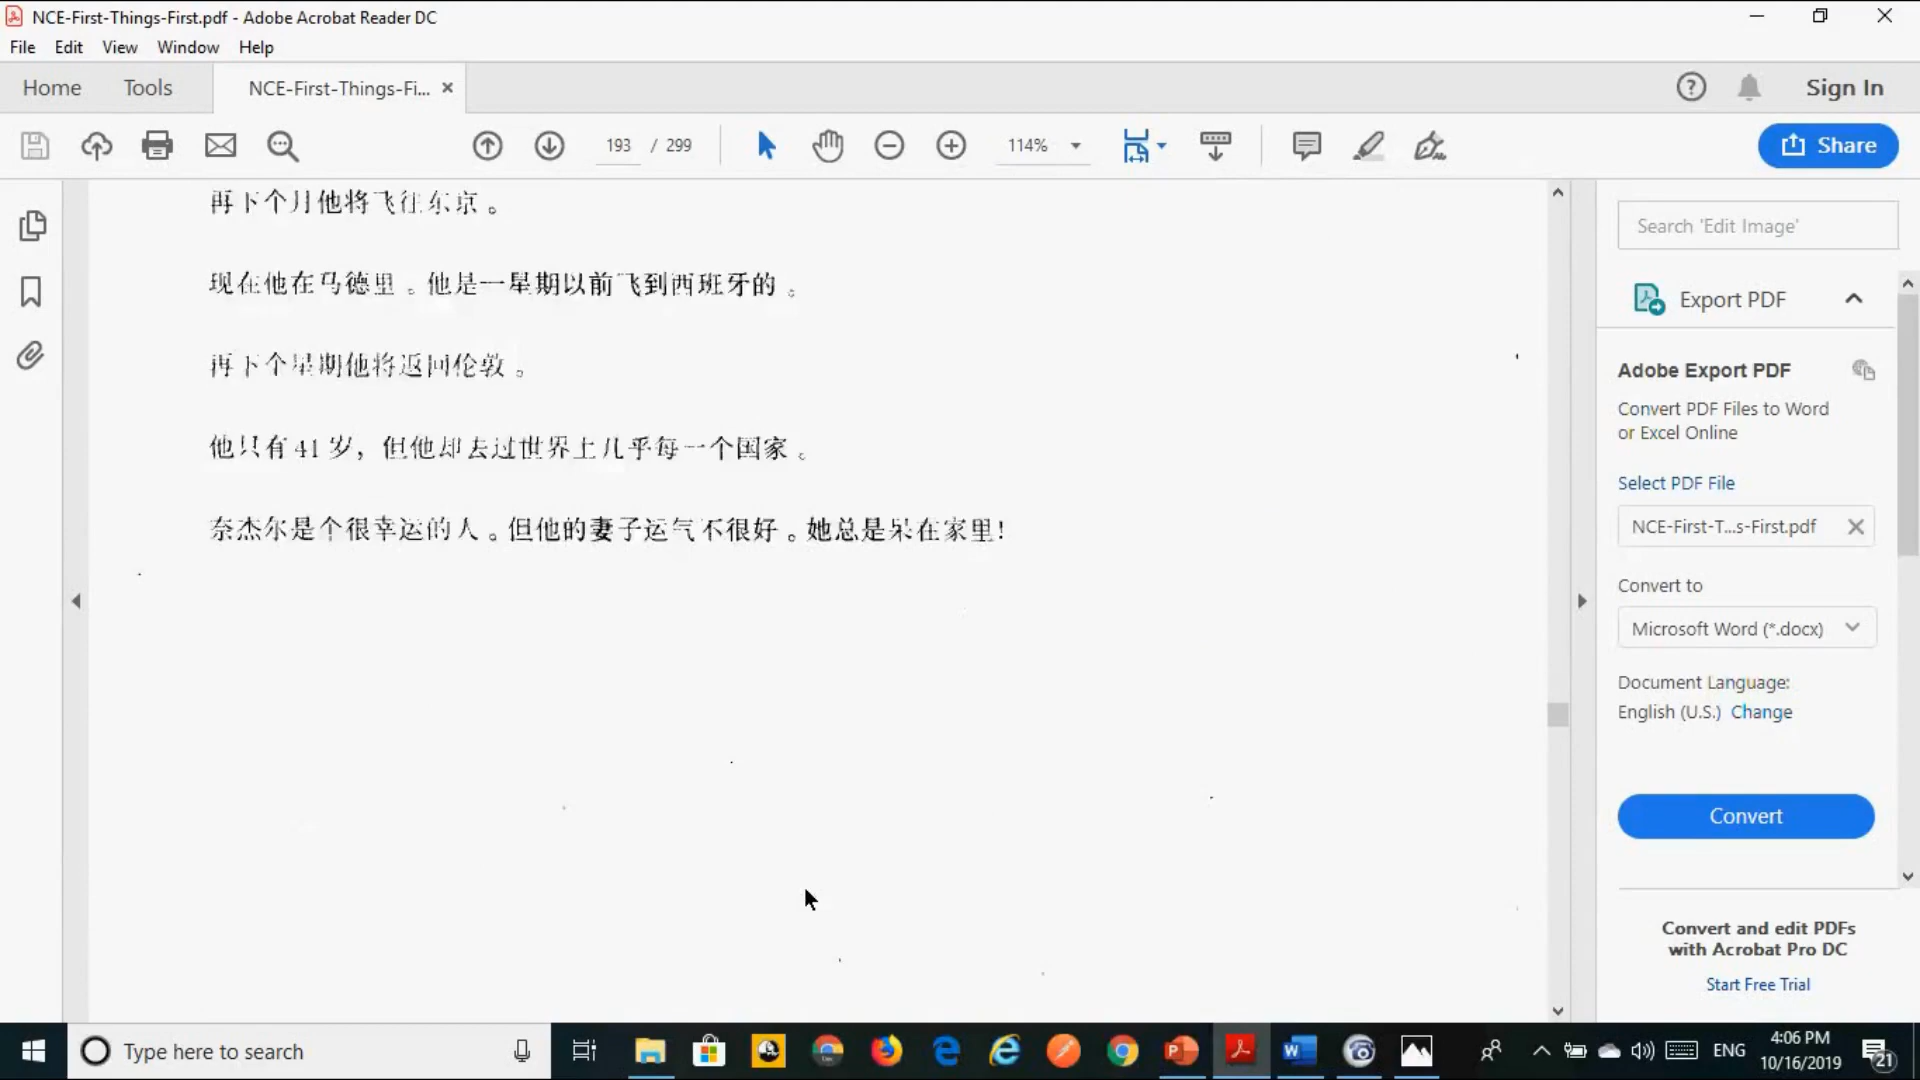 NCE-First-Things-First.pdf - Adobe Acrobat Reader DC
File Edit View Window Help
Home Tools NCE-First-Things-Fi... × Sign In
193 / 299 114% Share
再下个月他将飞往东京。
现在他在马德里。他是一星期以前飞到西班牙的。
再下个星期他将返回伦敦。
他只有41岁，但他却去过世界上几乎每一个国家。
奈杰尔是个很幸运的人。但他的妻子运气不很好。她总是呆在家里！
Search 'Edit Image'
Export PDF
Adobe Export PDF
Convert PDF Files to Word
or Excel Online
Select PDF File
NCE-First-T...s-First.pdf
Convert to
Microsoft Word (*.docx)
Document Language:
English (U.S.) Change
Convert
Convert and edit PDFs
with Acrobat Pro DC
Start Free Trial
Type here to search
ENG
4:06 PM
10/16/2019
21